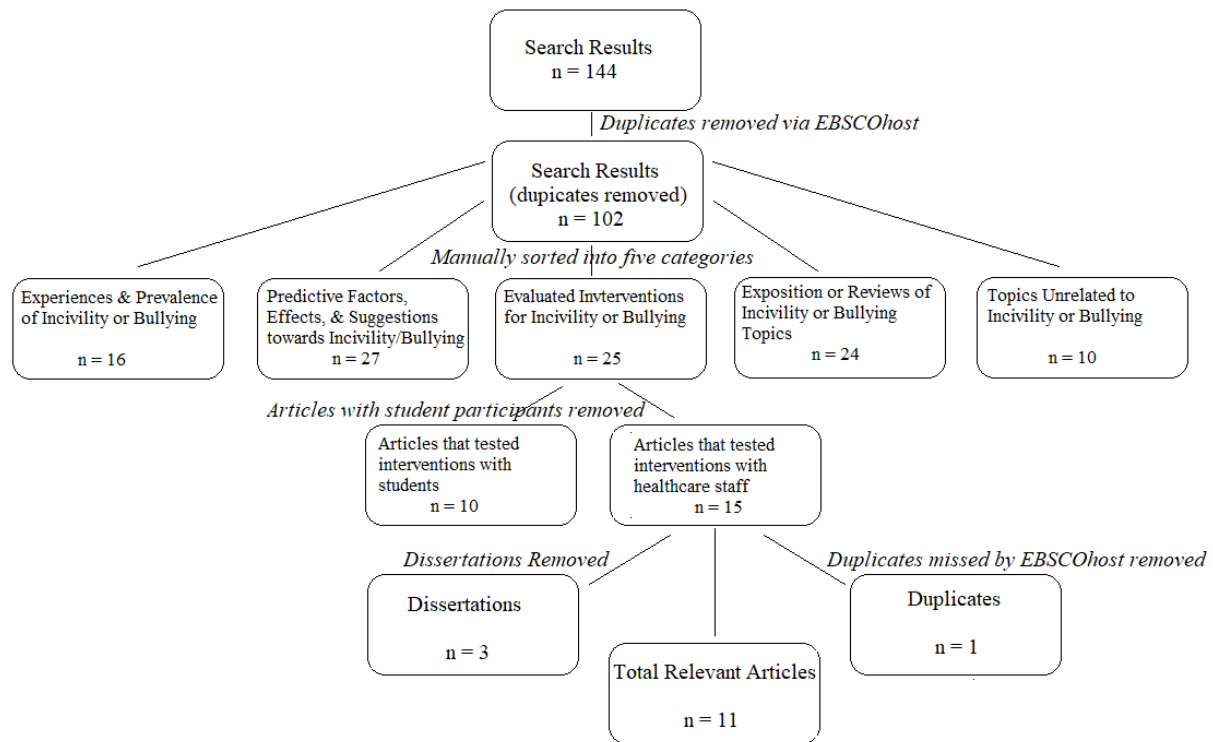 Search Results
n = 144
Duplicates removed via EBSCOhost
Search Results
(dupicates removed)
n = 102
Manually sorted into five categories
Experiences & Prevalence
of Incivility or Bullying
n = 16
Predictive Factors,
Effects, & Suggestions
towards Incivility/Bullying
n = 27
Evaluated Invterventions
for Incivility or Bullying
n = 25
Exposition or Reviews of
Incivility or Bullying
Topics
n = 24
Topics Unrelated to
Incivility or Bullying
n = 10
Articles with student participants removed
Articles that tested
interventions with
students
n = 10
Articles that tested
interventions with
healthcare staff
n = 15
Dissertations Removed
Duplicates missed by EBSCOhost removed
Dissertations
n = 3
Total Relevant Articles
n = 11
Duplicates
n = 1